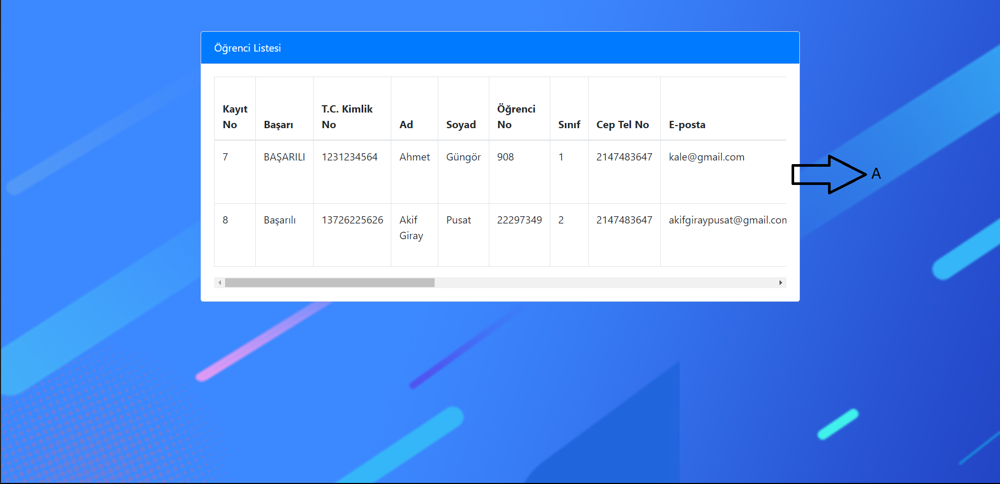 Öğrenci Listesi
Kayıt No Başarı T.C. Kimlik No Ad Soyad Öğrenci No Sınıf Cep Tel No E-posta
7 BAŞARILI 1231234564 Ahmet Güngör 908 1 2147483647 kale@gmail.com
A
8 Başarılı 13726225626 Akif Giray Pusat 22297349 2 2147483647 akifgiraypusat@gmail.com